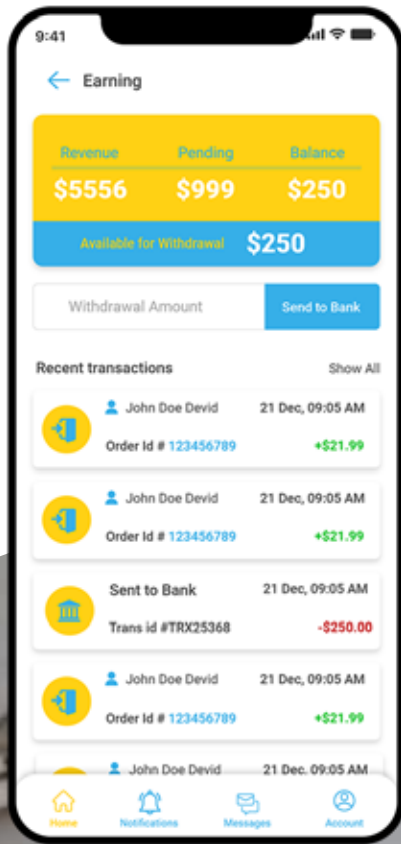 9:41
Earning
Revenue Pending Balance
$5556 $999 $250
Available for Withdrawal $250
Withdrawal Amount Send to Bank
Recent transactions Show All
John Doe Devid 21 Dec, 09:05 AM
Order Id # 123456789 +$21.99
John Doe Devid 21 Dec, 09:05 AM
Order Id # 123456789 +$21.99
Sent to Bank 21 Dec, 09:05 AM
Trans id #TRX25368 -$250.00
John Doe Devid 21 Dec, 09:05 AM
Order Id # 123456789 +$21.99
John Doe Devid 21 Dec, 09:05 AM
Home Notifications Messages Account